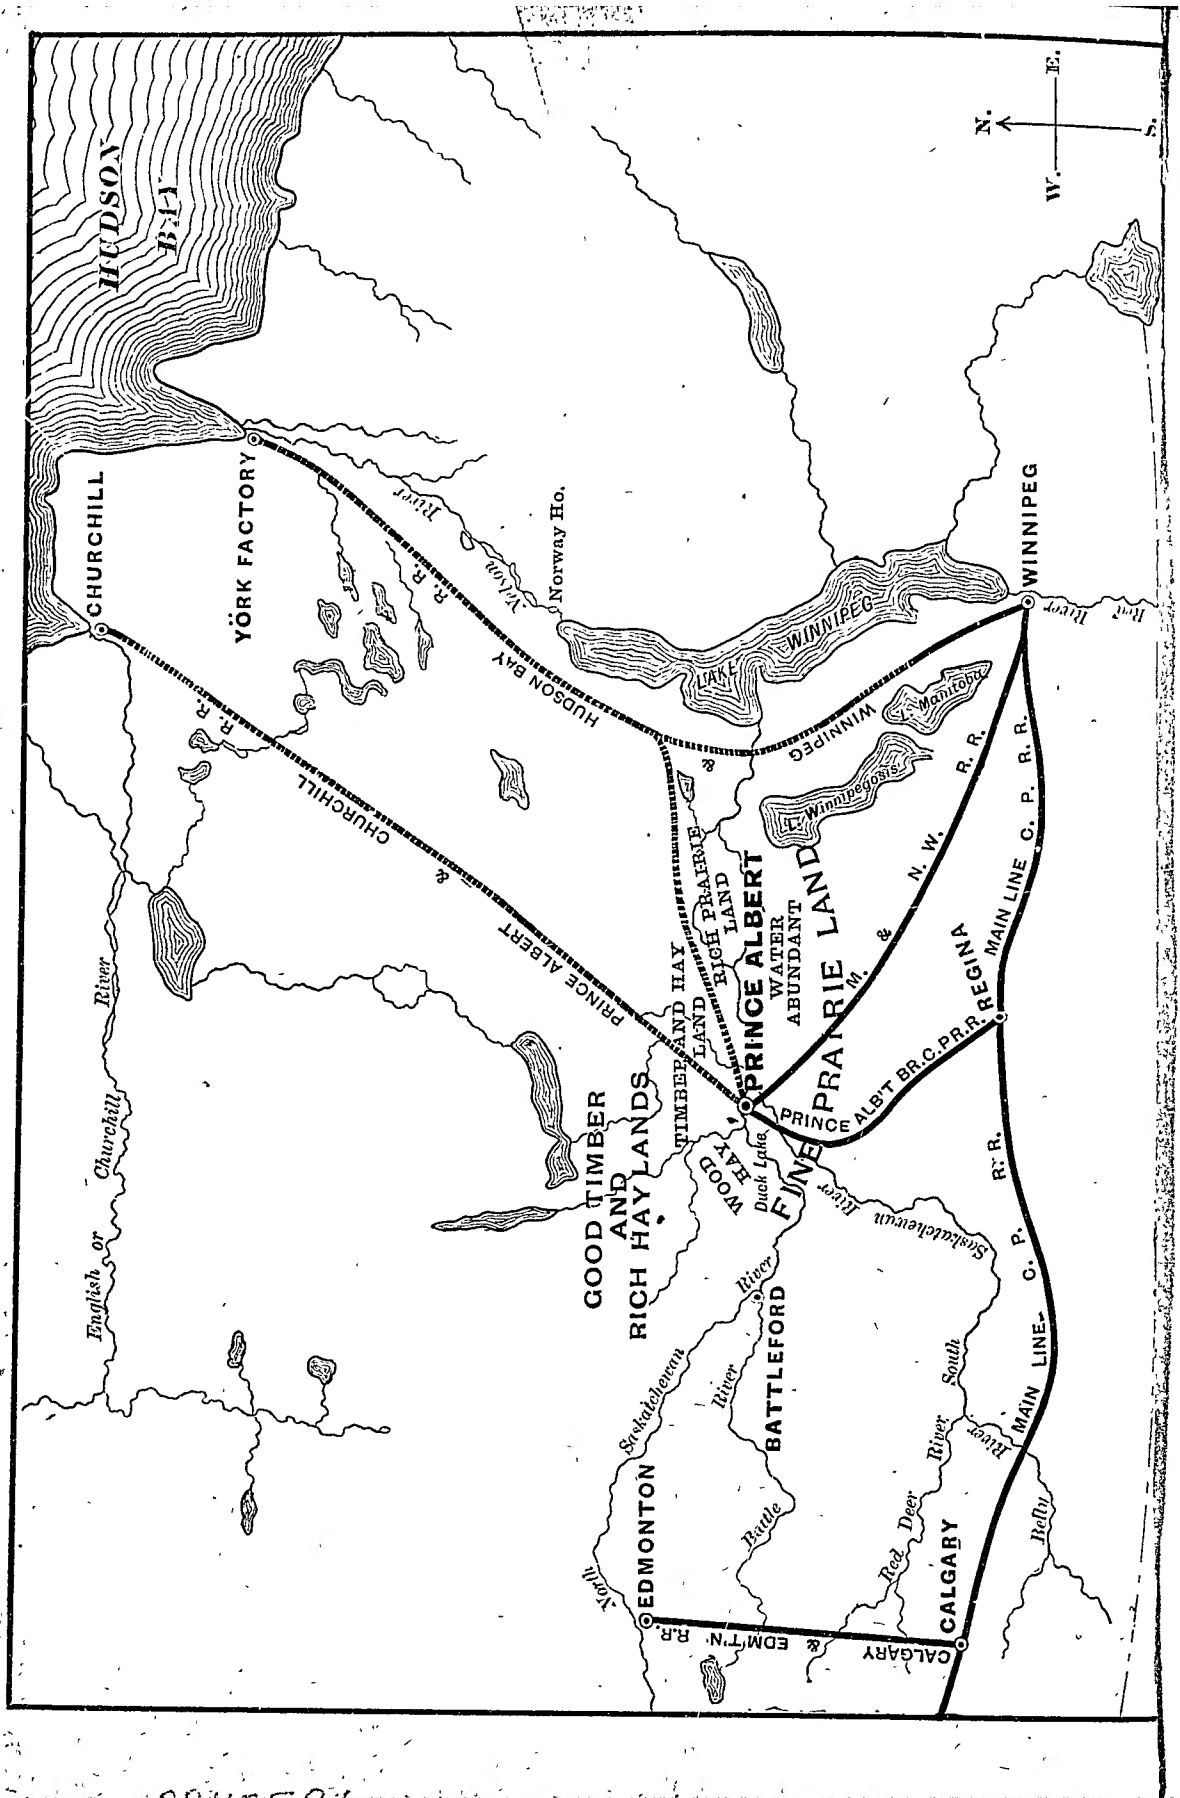 HUDSON
BAY
N.
E.
W.
S.
CHURCHILL
YORK FACTORY
River
Nelson
Norway Ho.
R. R.
HUDSON BAY
&
WINNIPEG
R. R.
CHURCHILL
&
PRINCE ALBERT
LAKE WINNIPEG
L. Manitoba
L. Winnipegosis
WINNIPEG
Red River
English or Churchill River
TIMBER AND HAY
LAND
RICH PRAIRIE
LAND
PRINCE ALBERT
WATER
ABUNDANT
FINE PRAIRIE LAND
M. & N. W. R. R.
MAIN LINE C. P. R. R.
REGINA
PRINCE ALB'T BR. C. P. R. R.
GOOD TIMBER
AND
RICH HAY LANDS
WOOD
HAY
Duck Lake
South Saskatchewan River
North Saskatchewan River
BATTLEFORD
Battle River
EDMONTON
Red Deer River
Belly River
MAIN LINE C. P. R. R.
CALGARY
CALGARY & EDM'T'N R.R.